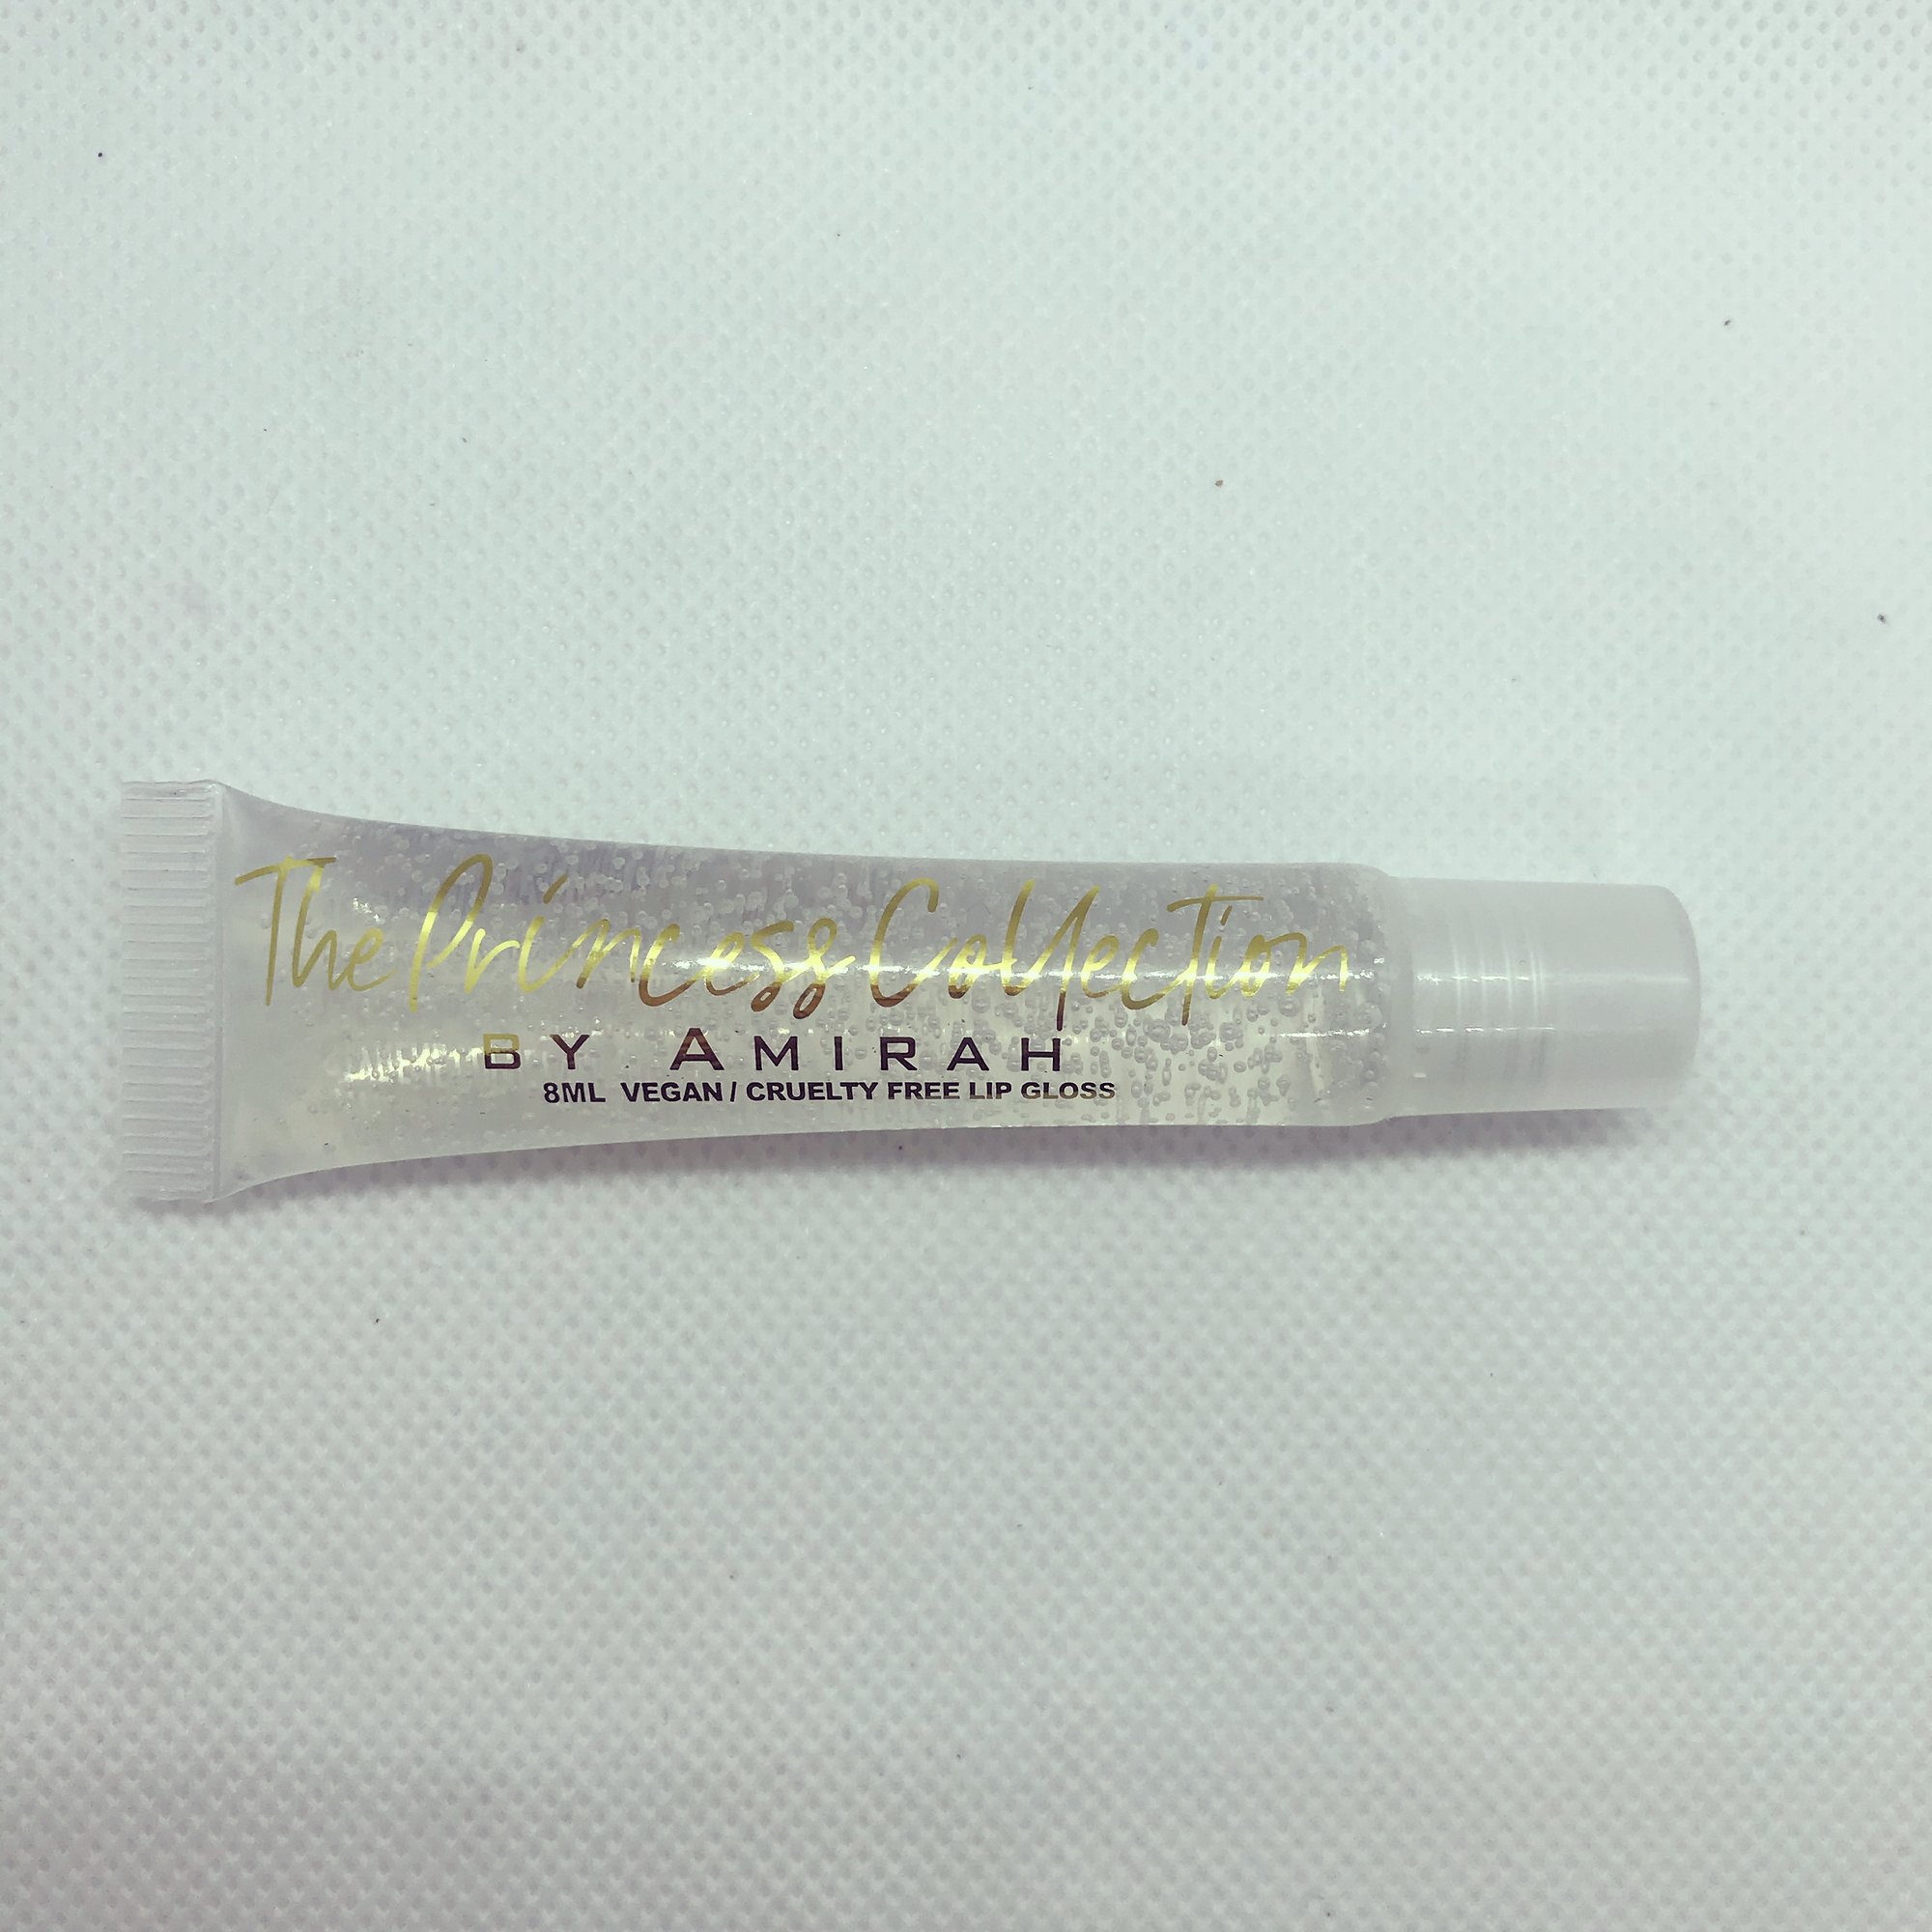 The Princess Collection
BY AMIRAH
8ML VEGAN / CRUELTY FREE LIP GLOSS